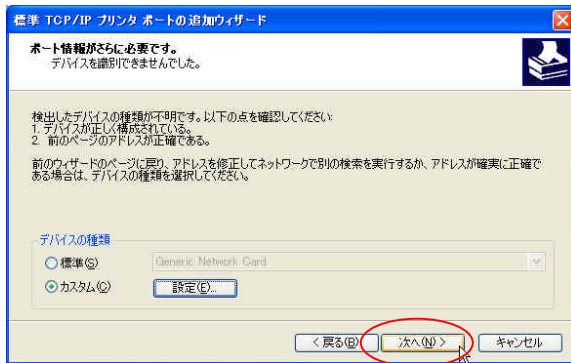 標準 TCP/IP プリンタ ポートの追加ウィザード
ポート情報がさらに必要です。
デバイスを識別できませんでした。
検出したデバイスの種類が不明です。以下の点を確認してください:
1. デバイスが正しく構成されている。
2. 前のページのアドレスが正確である。
前のウィザードのページに戻り、アドレスを修正してネットワークで別の検索を実行するか、アドレスが確実に正確で
ある場合は、デバイスの種類を選択してください。
デバイスの種類
標準(S)
Generic Network Card
カスタム(C)
設定(E)...
< 戻る(B)
次へ(N) >
キャンセル